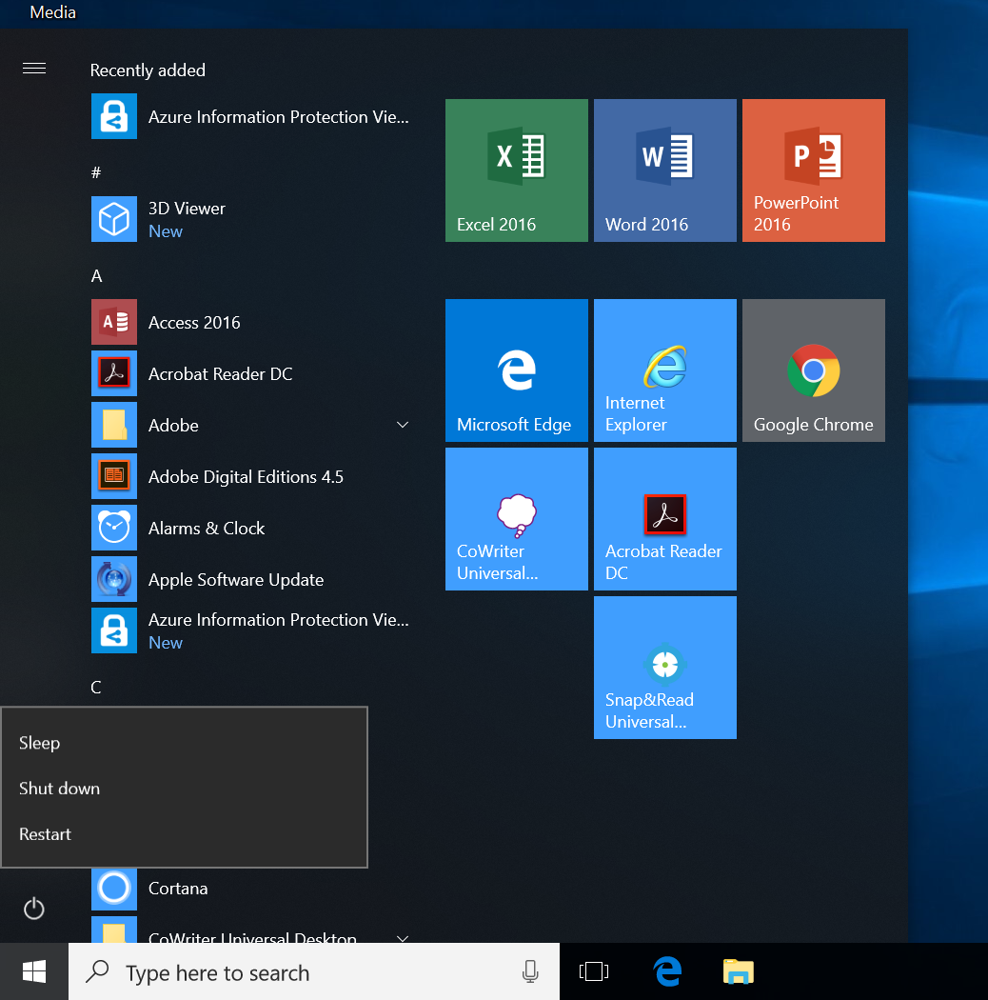 Media
Recently added
Azure Information Protection Vie...
#
3D Viewer
New
A
Access 2016
Acrobat Reader DC
Adobe
Adobe Digital Editions 4.5
Alarms & Clock
Apple Software Update
Azure Information Protection Vie...
New
C
Sleep
Shut down
Restart
Cortana
CoWriter Universal Desktop
Excel 2016
Word 2016
PowerPoint
2016
Microsoft Edge
Internet
Explorer
Google Chrome
CoWriter
Universal...
Acrobat Reader
DC
Snap&Read
Universal...
Type here to search